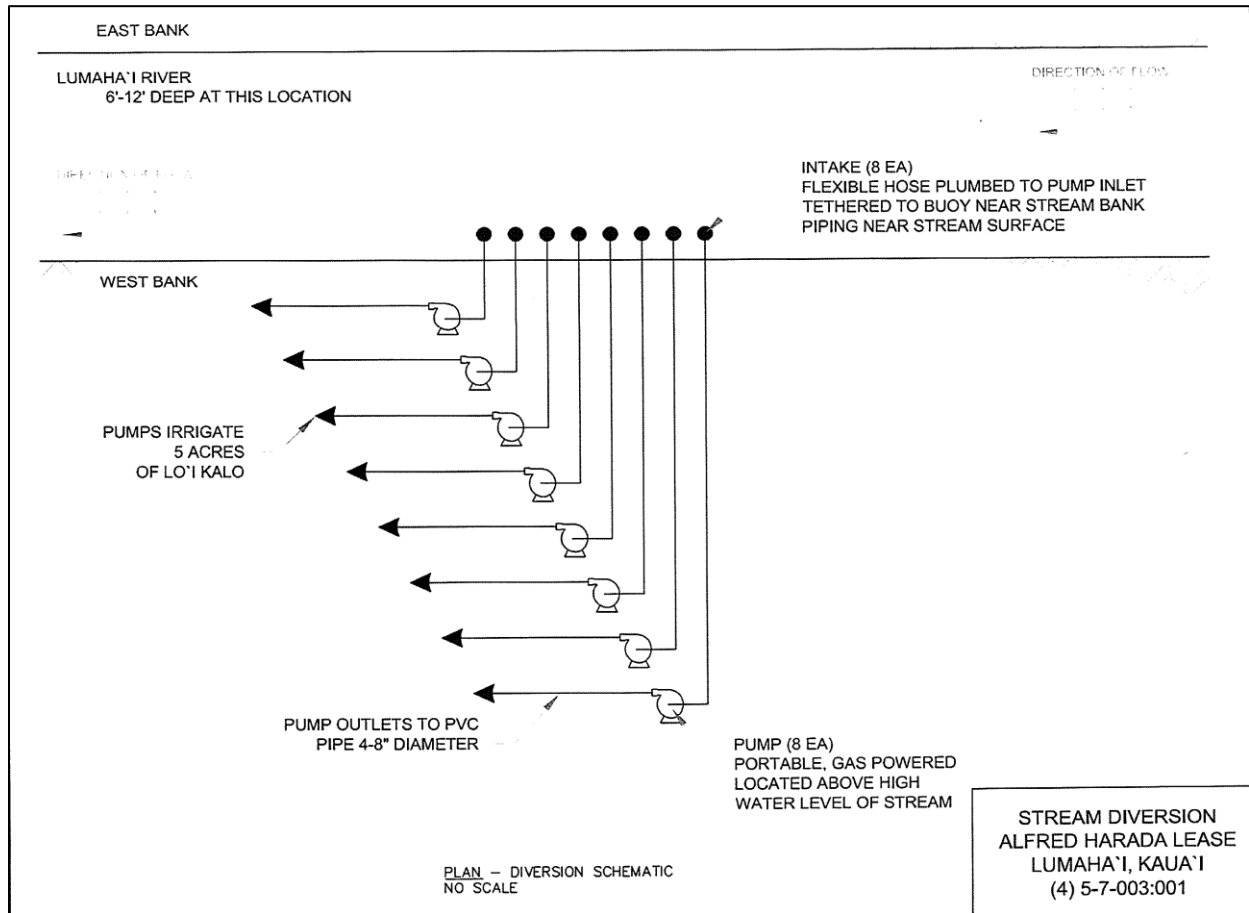 EAST BANK
LUMAHA`I RIVER
6'-12' DEEP AT THIS LOCATION
DIRECTION OF FLOW
DIRECTION OF
INTAKE (8 EA)
FLEXIBLE HOSE PLUMBED TO PUMP INLET
TETHERED TO BUOY NEAR STREAM BANK
PIPING NEAR STREAM SURFACE
WEST BANK
PUMPS IRRIGATE
5 ACRES
OF LO`I KALO
PUMP OUTLETS TO PVC
PIPE 4-8" DIAMETER
PUMP (8 EA)
PORTABLE, GAS POWERED
LOCATED ABOVE HIGH
WATER LEVEL OF STREAM
PLAN – DIVERSION SCHEMATIC
NO SCALE
STREAM DIVERSION
ALFRED HARADA LEASE
LUMAHA`I, KAUA`I
(4) 5-7-003:001